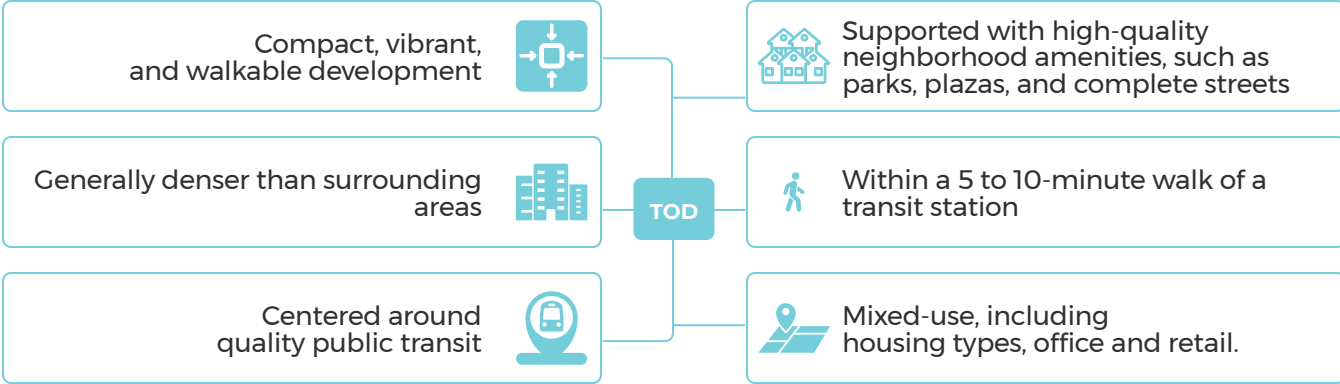 Compact, vibrant,
and walkable development
Generally denser than surrounding
areas
Centered around
quality public transit
TOD
Supported with high-quality
neighborhood amenities, such as
parks, plazas, and complete streets
Within a 5 to 10-minute walk of a
transit station
Mixed-use, including
housing types, office and retail.